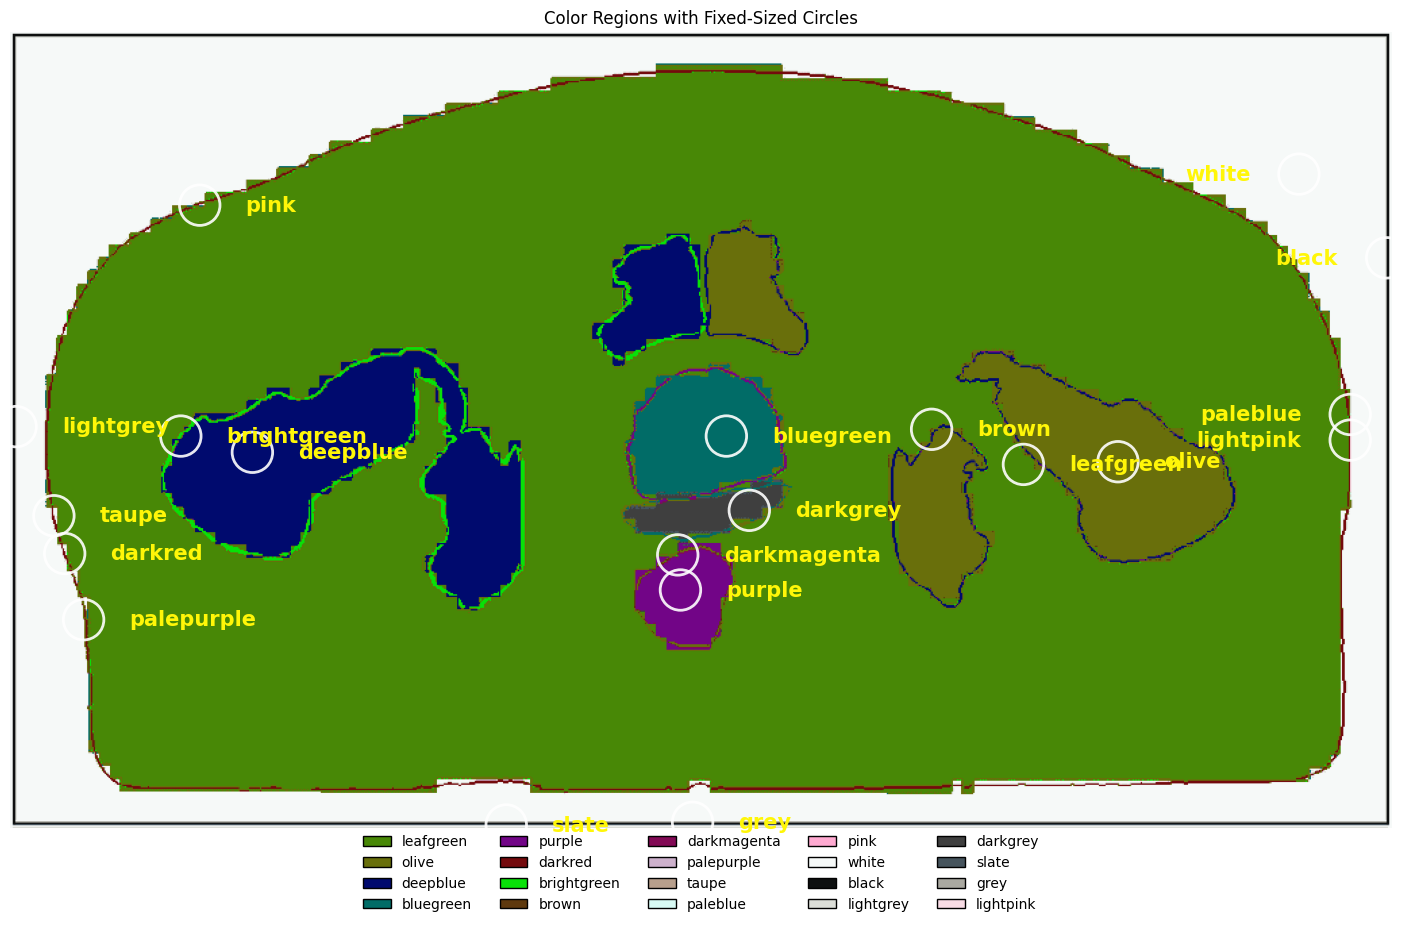 Color Regions with Fixed-Sized Circles
white
pink
black
paleblue
lightgrey
brown
brightgreen
bluegreen
lightpink
deepblue
olive
leafgreen
darkgrey
taupe
darkred
darkmagenta
purple
palepurple
slate
grey
leafgreen purple darkmagenta pink darkgrey
olive darkred palepurple white slate
deepblue brightgreen taupe black grey
bluegreen brown paleblue lightgrey lightpink